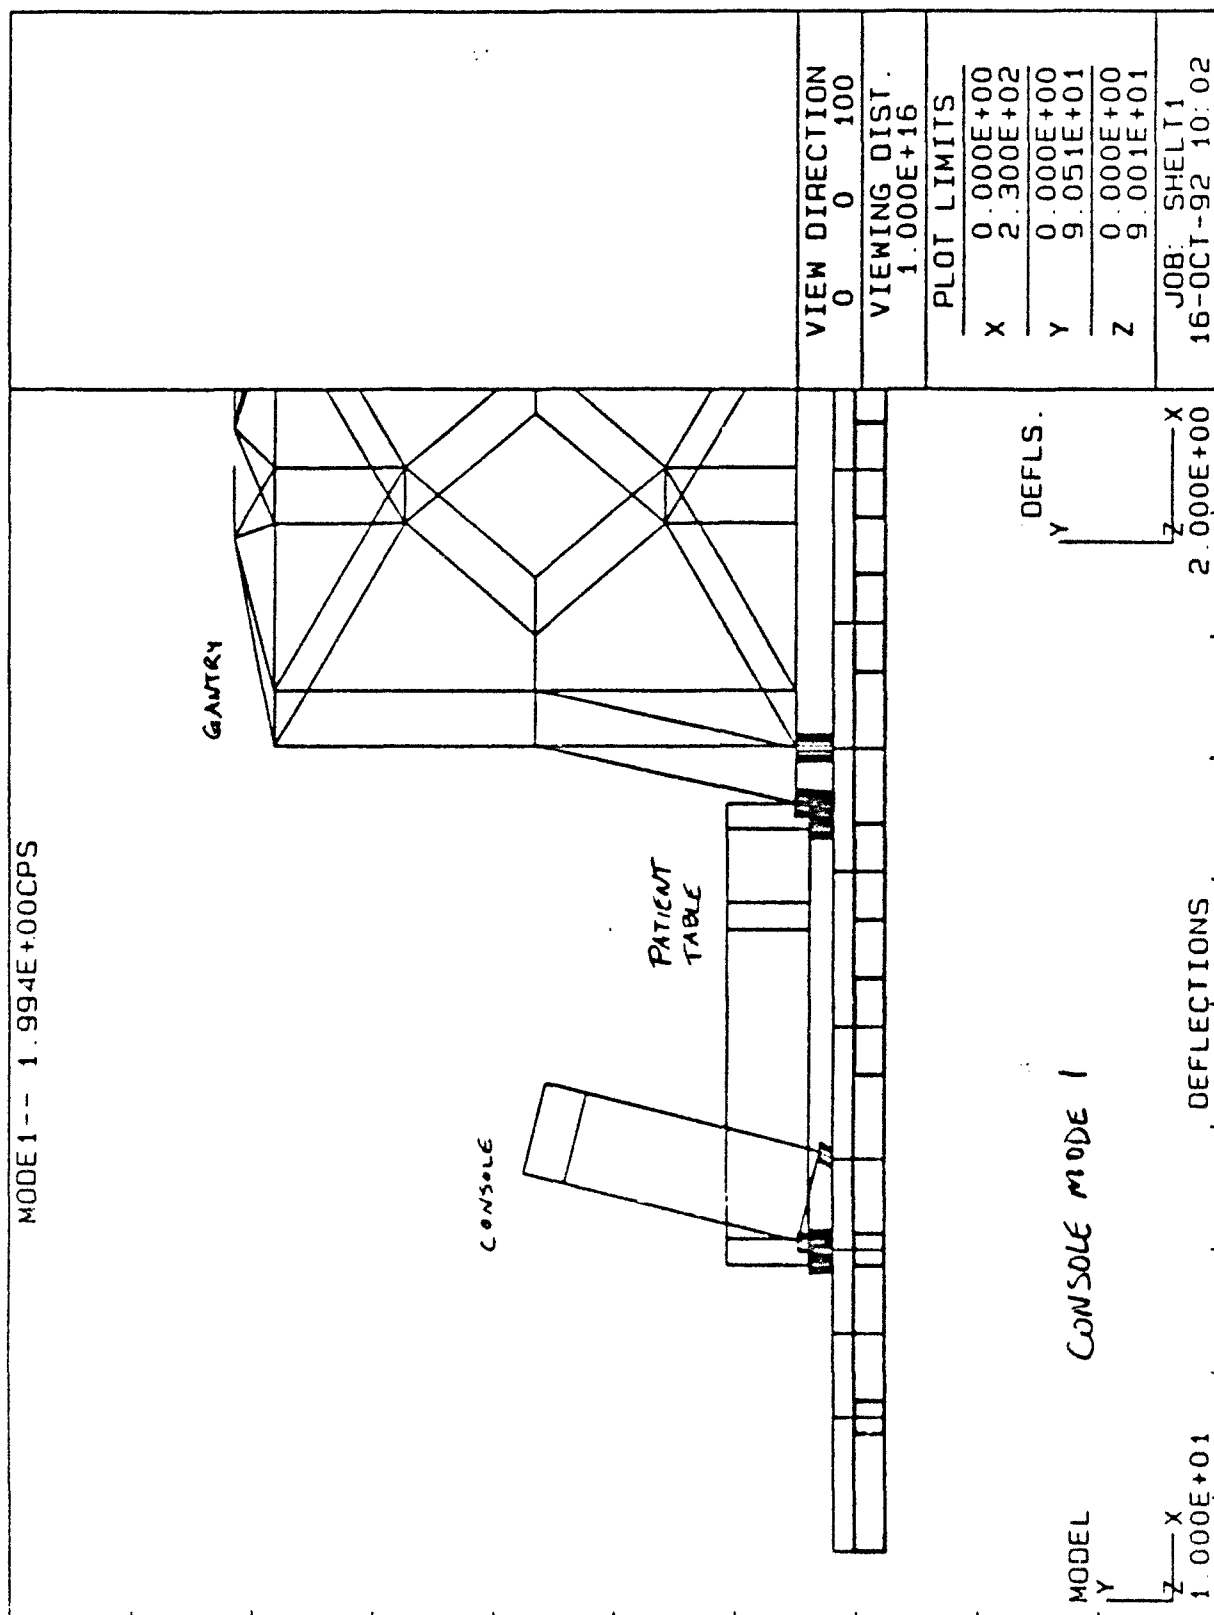 MODE1-- 1.994E+00CPS
GANTRY
PATIENT
TABLE
CONSOLE
VIEW DIRECTION
0 0 100
VIEWING DIST.
1.000E+16
PLOT LIMITS
X 0.000E+00
2.300E+02
Y 0.000E+00
9.051E+01
Z 0.000E+00
9.001E+01
JOB: SHELT1
16-OCT-92 10:02
MODEL
Y
Z X
1.000E+01
CONSOLE MODE 1
DEFLECTIONS
DEFLS.
Y
Z X
2.000E+00